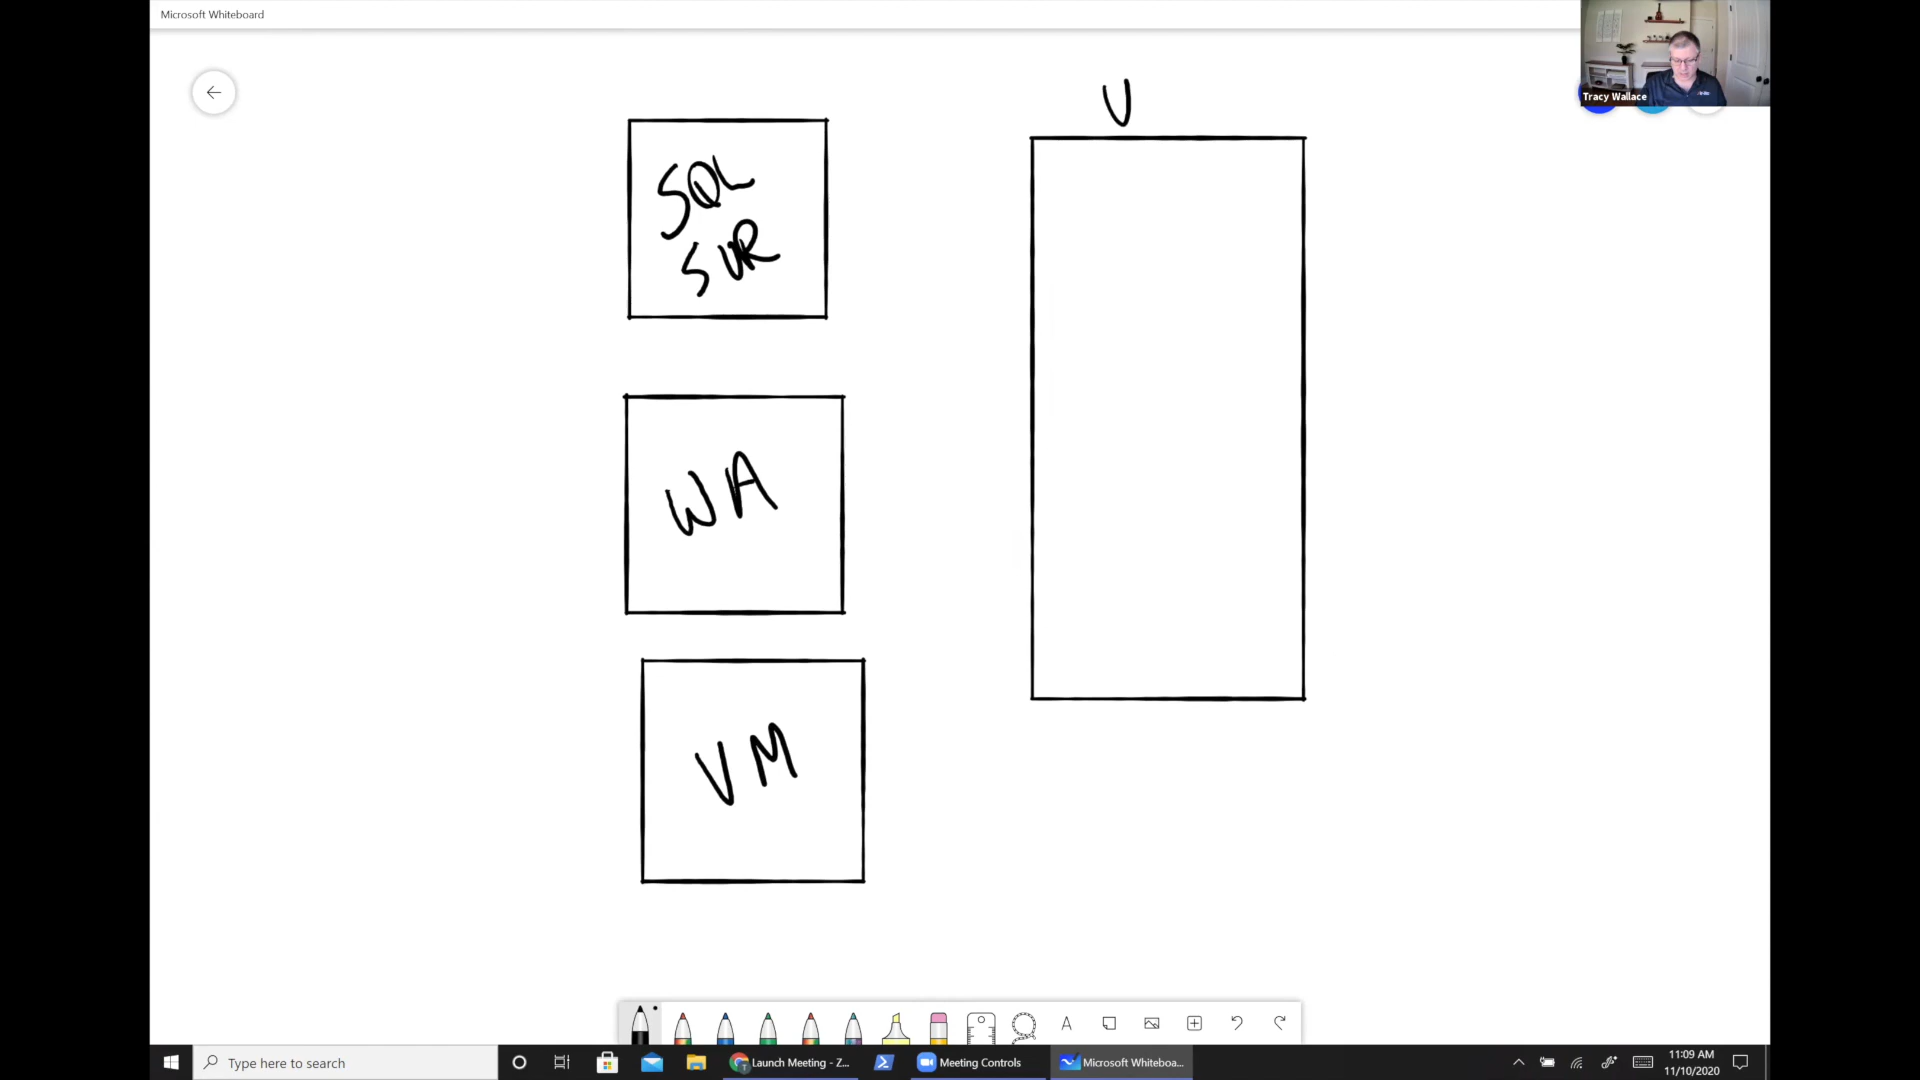 Microsoft Whiteboard
Tracy Wallace
V
SQL
SVR
WA
VM
Type here to search
Launch Meeting - Z...
Meeting Controls
Microsoft Whiteboa...
11:09 AM
11/10/2020